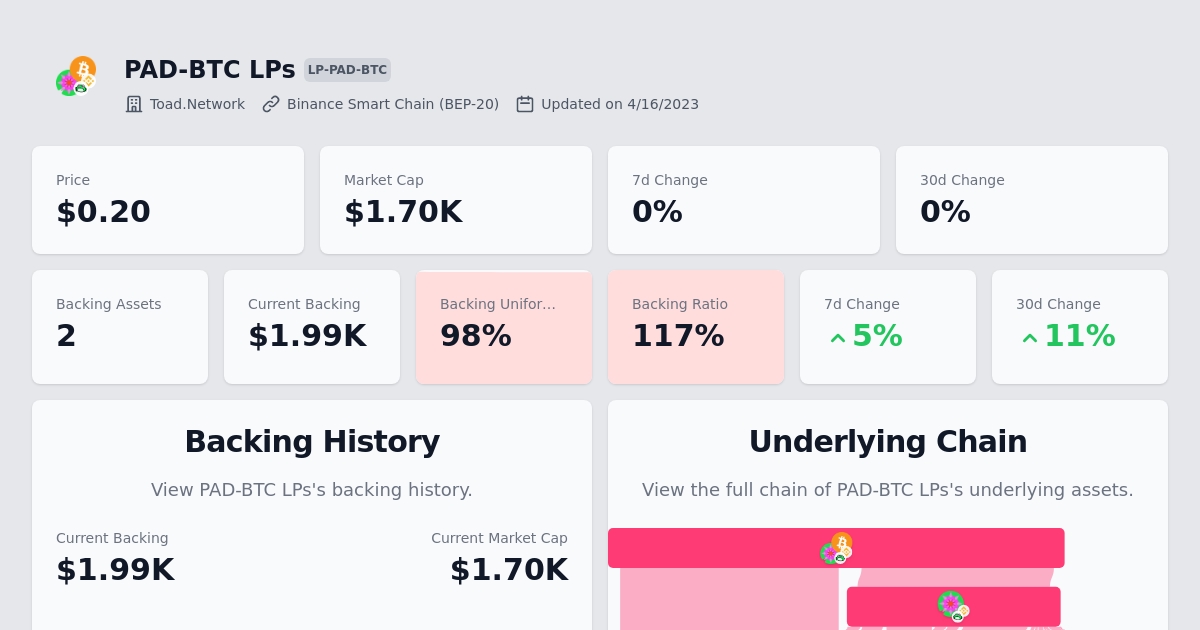 PAD-BTC LPs LP-PAD-BTC
Toad.Network Binance Smart Chain (BEP-20) Updated on 4/16/2023
Price Market Cap 7d Change 30d Change
$0.20 $1.70K 0% 0%
Backing Assets Current Backing Backing Unifor... Backing Ratio 7d Change 30d Change
2 $1.99K 98% 117% 5% 11%
Backing History
View PAD-BTC LPs's backing history.
Current Backing Current Market Cap
$1.99K $1.70K
Underlying Chain
View the full chain of PAD-BTC LPs's underlying assets.